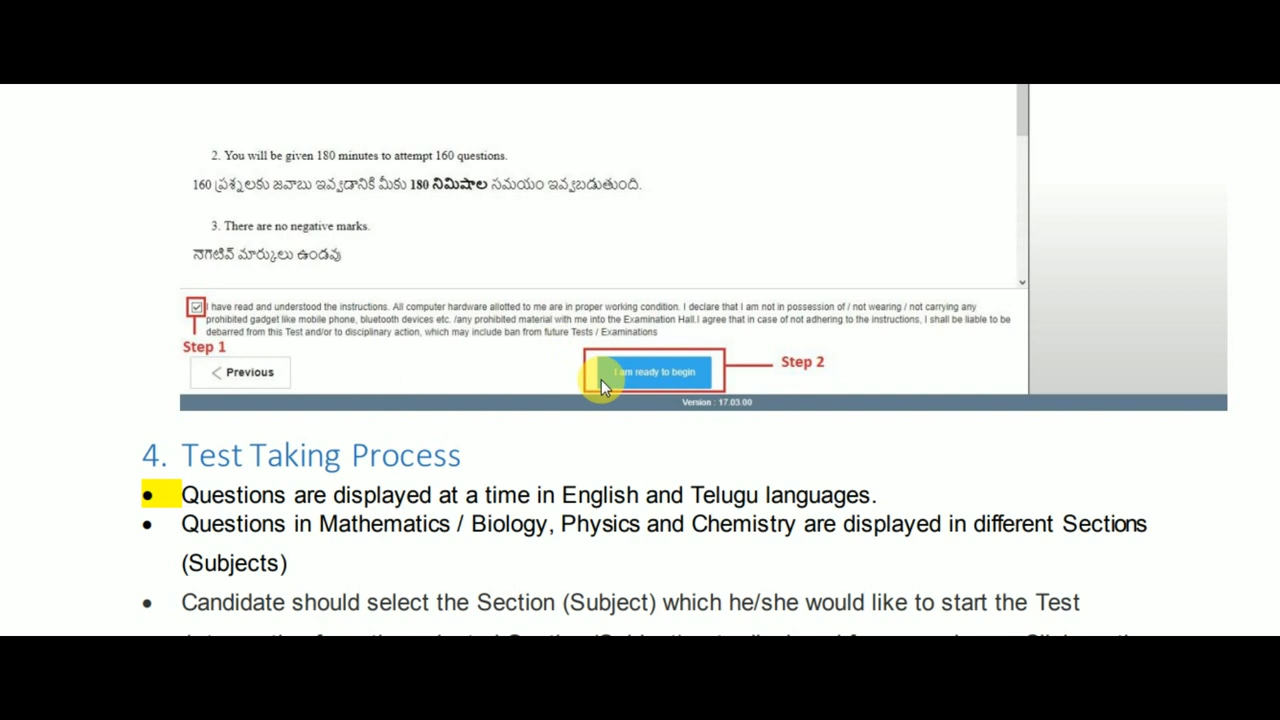 2. You will be given 180 minutes to attempt 160 questions.
160 ప్రశ్నలకు జవాబు ఇవ్వడానికి మీకు 180 నిమిషాల సమయం ఇవ్వబడుతుంది.
3. There are no negative marks.
నాగెటివ్ మార్కులు ఉండవు
I have read and understood the instructions. All computer hardware allotted to me are in proper working condition. I declare that I am not in possession of / not wearing / not carrying any
prohibited gadget like mobile phone, bluetooth devices etc. /any prohibited material with me into the Examination Hall.I agree that in case of not adhering to the instructions, I shall be liable to be
debarred from this Test and/or to disciplinary action, which may include ban from future Tests / Examinations
Step 1
Previous
I am ready to begin
Step 2
Version : 17.03.00
4. Test Taking Process
• Questions are displayed at a time in English and Telugu languages.
• Questions in Mathematics / Biology, Physics and Chemistry are displayed in different Sections
(Subjects)
• Candidate should select the Section (Subject) which he/she would like to start the Test